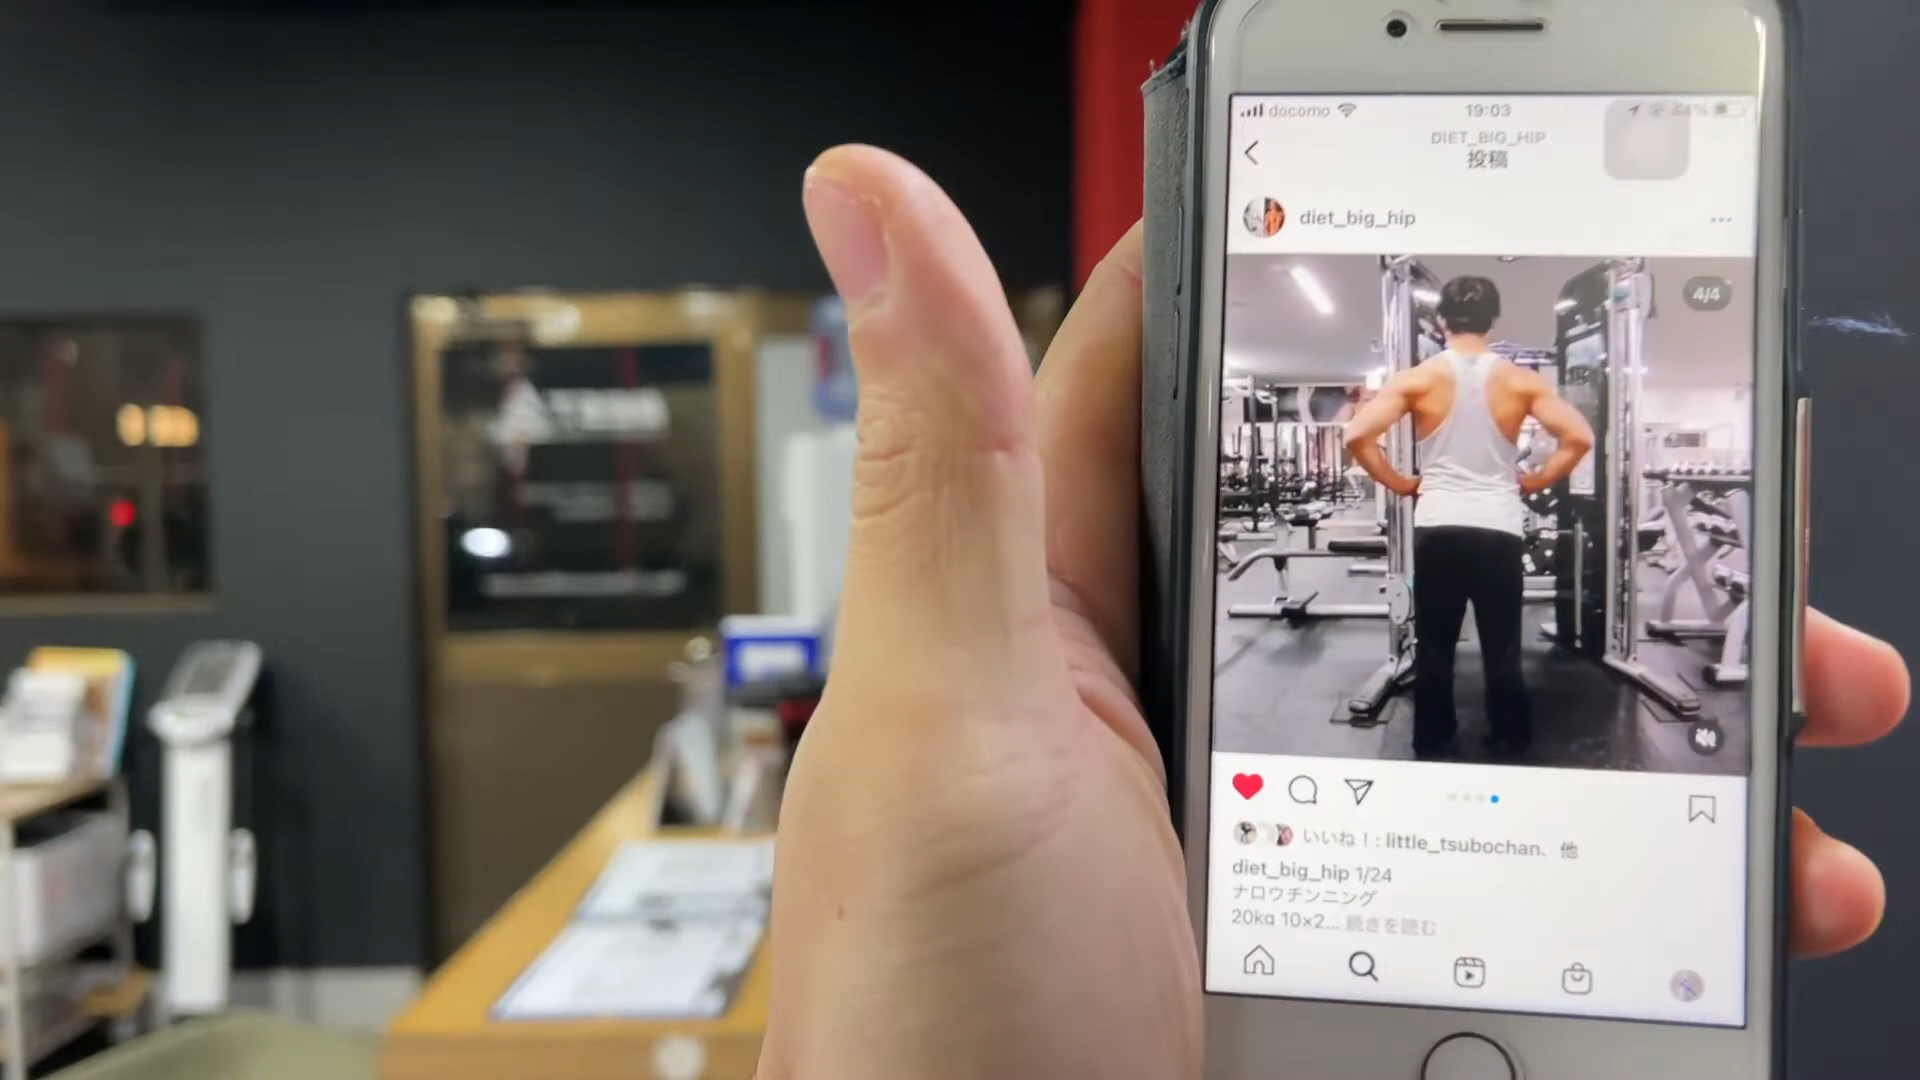 docomo 19:03
DIET_BIG_HIP
投稿
diet_big_hip
4/4
いいね！: little_tsubochan、他
diet_big_hip 1/24
ナロウチンニング
20kg 10×2... 続きを読む